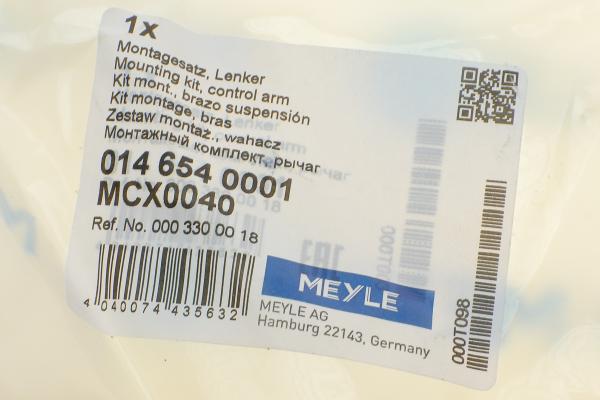 1x
Montagesatz, Lenker
Mounting kit, control arm
Kit mont., brazo suspensión
Kit montage, bras
Zestaw montaż., wahacz
Монтажный комплект, рычаг
014 654 0001
MCX0040
Ref. No. 000 330 00 18
4 040074 435632
MEYLE
MEYLE AG
Hamburg 22143, Germany
000T098